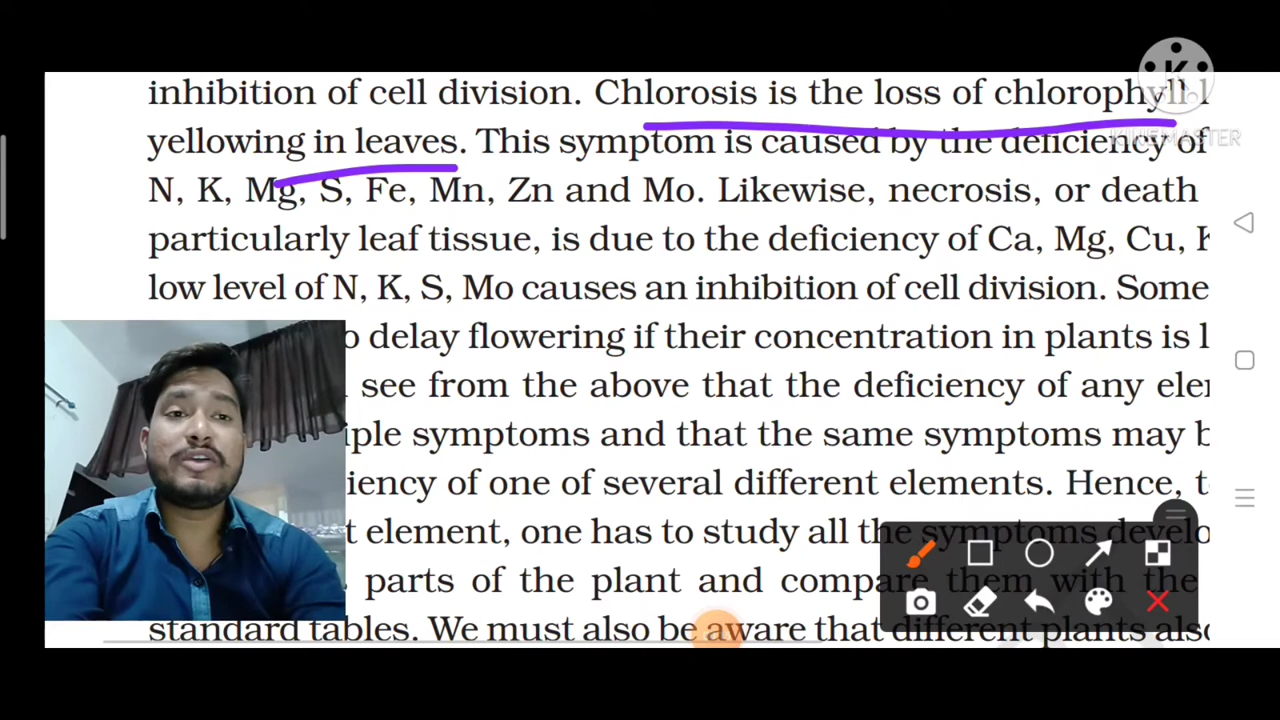 inhibition of cell division. Chlorosis is the loss of chlorophyll
yellowing in leaves. This symptom is caused by the deficiency of
N, K, Mg, S, Fe, Mn, Zn and Mo. Likewise, necrosis, or death
particularly leaf tissue, is due to the deficiency of Ca, Mg, Cu, K
low level of N, K, S, Mo causes an inhibition of cell division. Some
delay flowering if their concentration in plants is
see from the above that the deficiency of any
symptoms and that the same symptoms may
of one of several different elements. Hence,
element, one has to study all the symptoms
parts of the plant and compare them with the
standard tables. We must also be aware that different plants
K
KINEMASTER